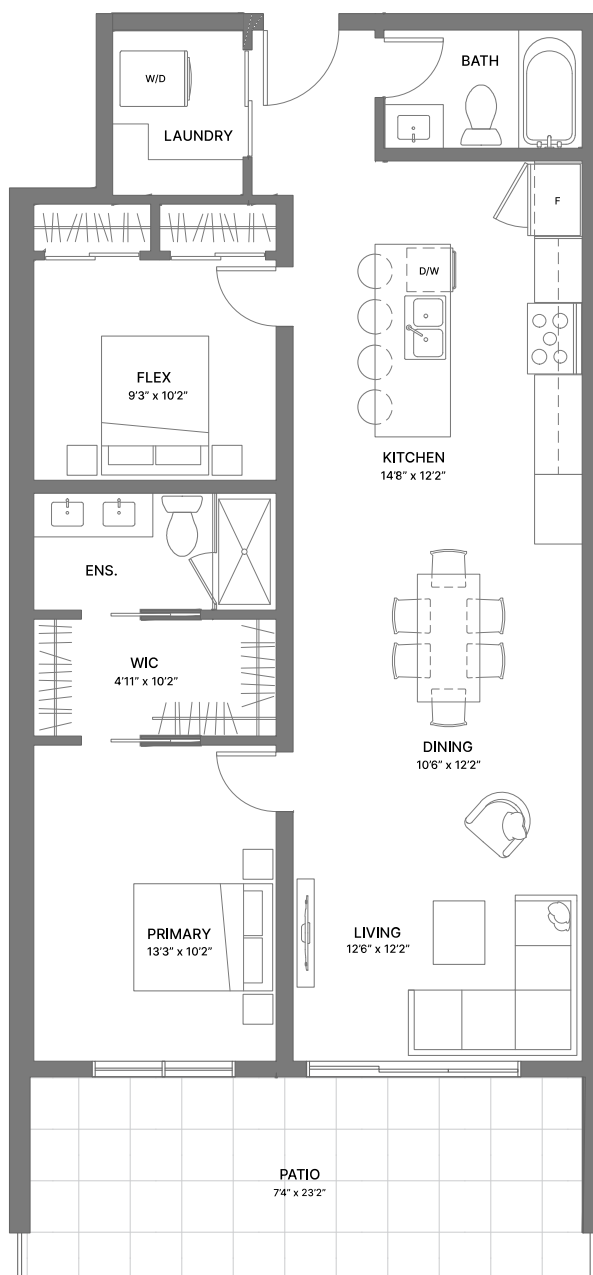 BATH
W/D
LAUNDRY
F
D/W
FLEX
9'3" x 10'2"
KITCHEN
14'8" x 12'2"
ENS.
WIC
4'11" x 10'2"
DINING
10'6" x 12'2"
PRIMARY
13'3" x 10'2"
LIVING
12'6" x 12'2"
PATIO
7'4" x 23'2"